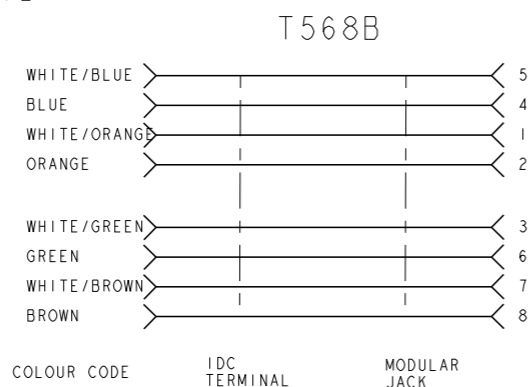 T568B
WHITE/BLUE 5
BLUE 4
WHITE/ORANGE 1
ORANGE 2
WHITE/GREEN 3
GREEN 6
WHITE/BROWN 7
BROWN 8
COLOUR CODE
IDC
TERMINAL
MODULAR
JACK